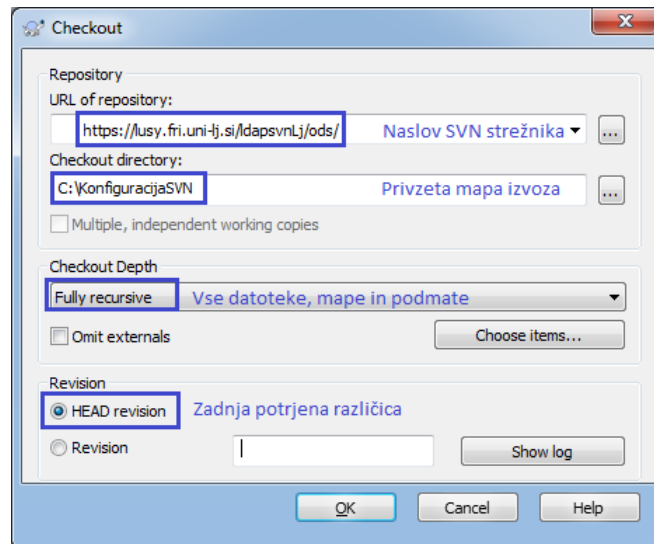 Checkout
Repository
URL of repository:
https://lusy.fri.uni-lj.si/ldapsvnLj/ods/ Naslov SVN strežnika ...
Checkout directory:
C:\KonfiguracijaSVN Privzeta mapa izvoza ...
Multiple, independent working copies
Checkout Depth
Fully recursive Vse datoteke, mape in podmate
Omit externals Choose items...
Revision
HEAD revision Zadnja potrjena različica
Revision Show log
OK Cancel Help